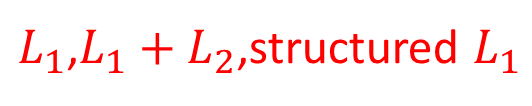 L₁,L₁ + L₂,structured L₁